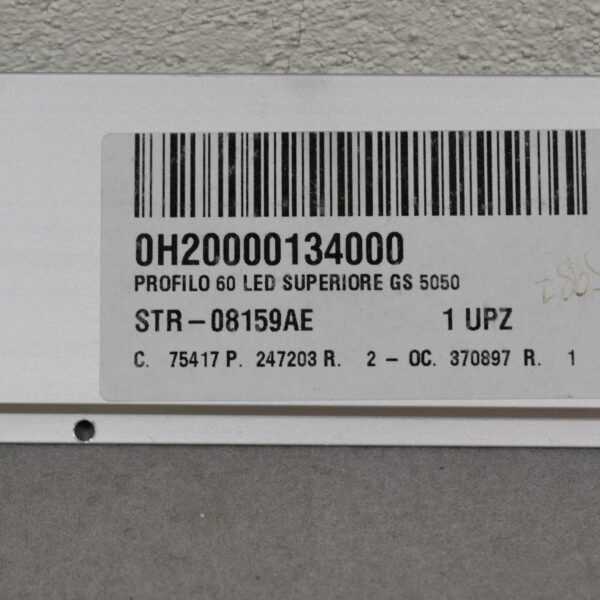 0H20000134000
PROFILO 60 LED SUPERIORE GS 5050
STR-08159AE 1 UPZ
C. 75417 P. 247203 R. 2 - OC. 370897 R. 1